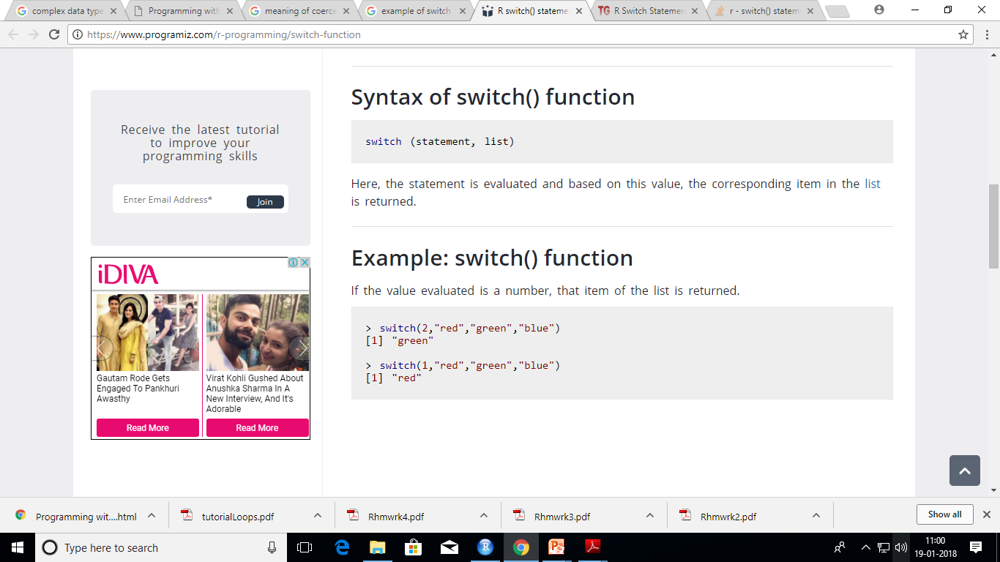 complex data type
Programming with
meaning of coerce
example of switch
R switch() stateme
TG R Switch Statemen
r - switch() statem
https://www.programiz.com/r-programming/switch-function
Receive the latest tutorial
to improve your
programming skills
Enter Email Address*
Join
iDIVA
Gautam Rode Gets
Engaged To Pankhuri
Awasthy
Read More
Virat Kohli Gushed About
Anushka Sharma In A
New Interview, And It's
Adorable
Read More
Syntax of switch() function
switch (statement, list)
Here, the statement is evaluated and based on this value, the corresponding item in the list
is returned.
Example: switch() function
If the value evaluated is a number, that item of the list is returned.
> switch(2,"red","green","blue")
[1] "green"
> switch(1,"red","green","blue")
[1] "red"
Programming wit....html
tutorialLoops.pdf
Rhmwrk4.pdf
Rhmwrk3.pdf
Rhmwrk2.pdf
Show all
Type here to search
11:00
19-01-2018